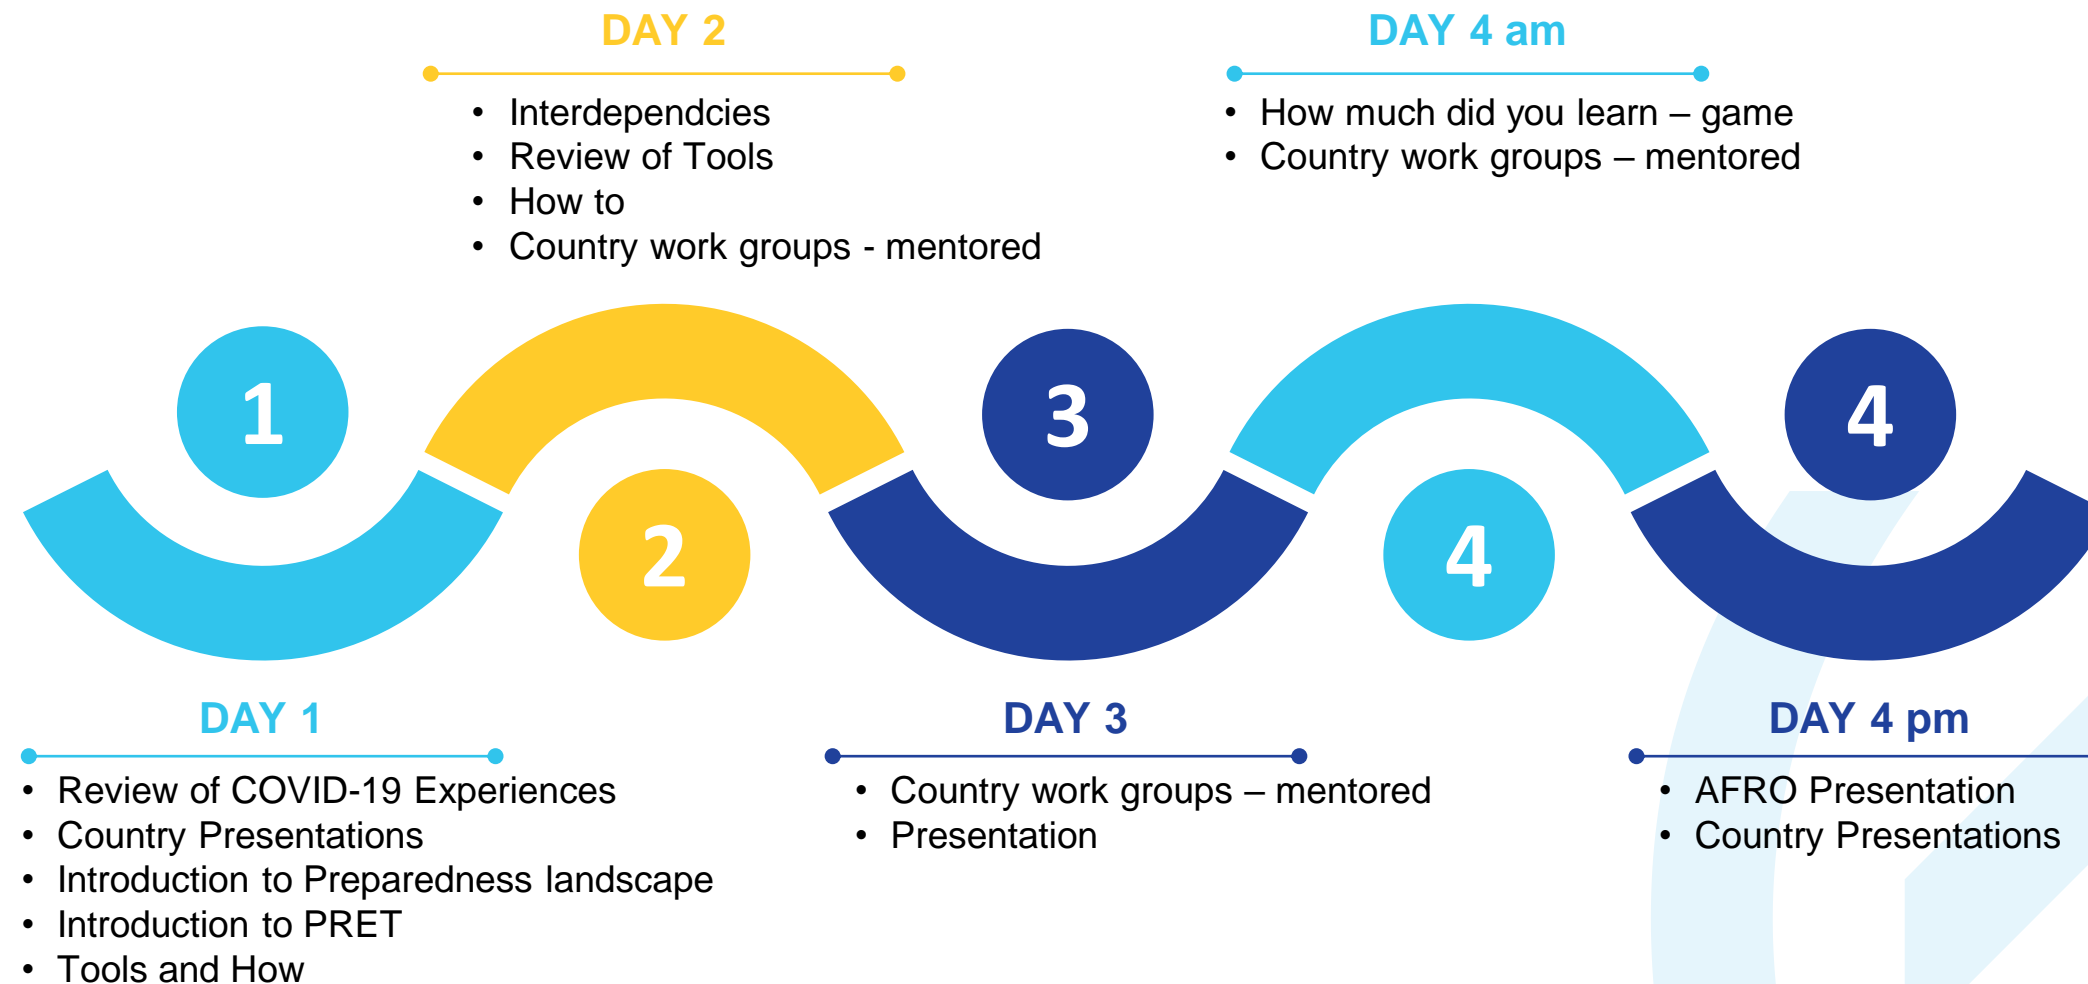 DAY 2
• Interdependcies
• Review of Tools
• How to
• Country work groups - mentored
DAY 4 am
• How much did you learn – game
• Country work groups – mentored
1
2
3
4
4
DAY 1
• Review of COVID-19 Experiences
• Country Presentations
• Introduction to Preparedness landscape
• Introduction to PRET
• Tools and How
DAY 3
• Country work groups – mentored
• Presentation
DAY 4 pm
• AFRO Presentation
• Country Presentations